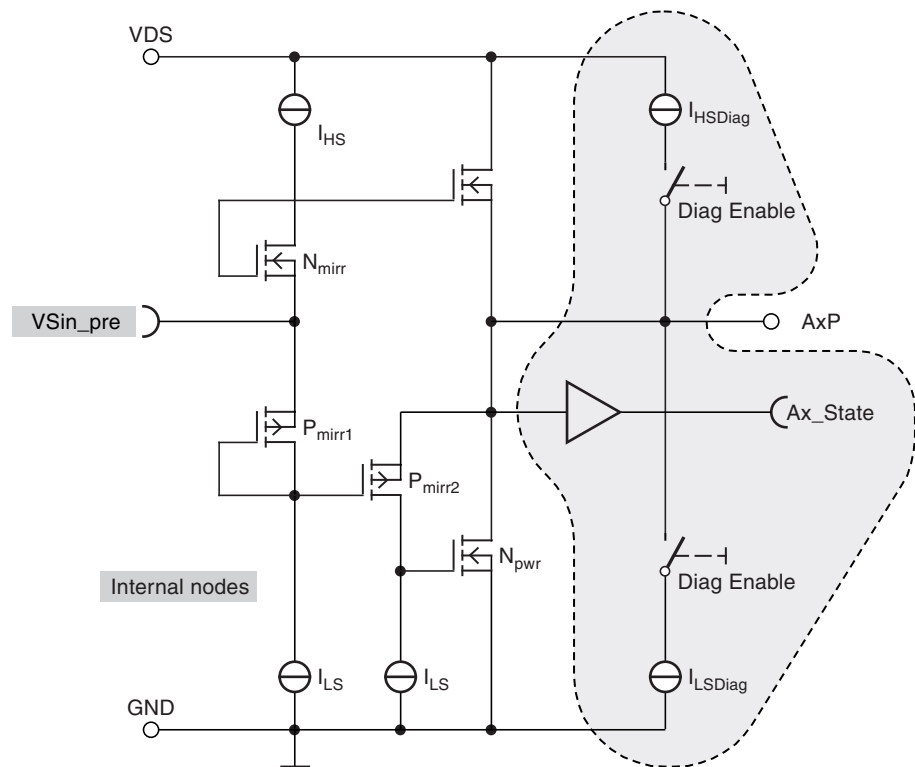 VDS
I_HS
I_HSDiag
Diag Enable
N_mirr
VSin_pre
AxP
P_mirr1
Ax_State
P_mirr2
N_pwr
Internal nodes
Diag Enable
I_LS
I_LS
I_LSDiag
GND